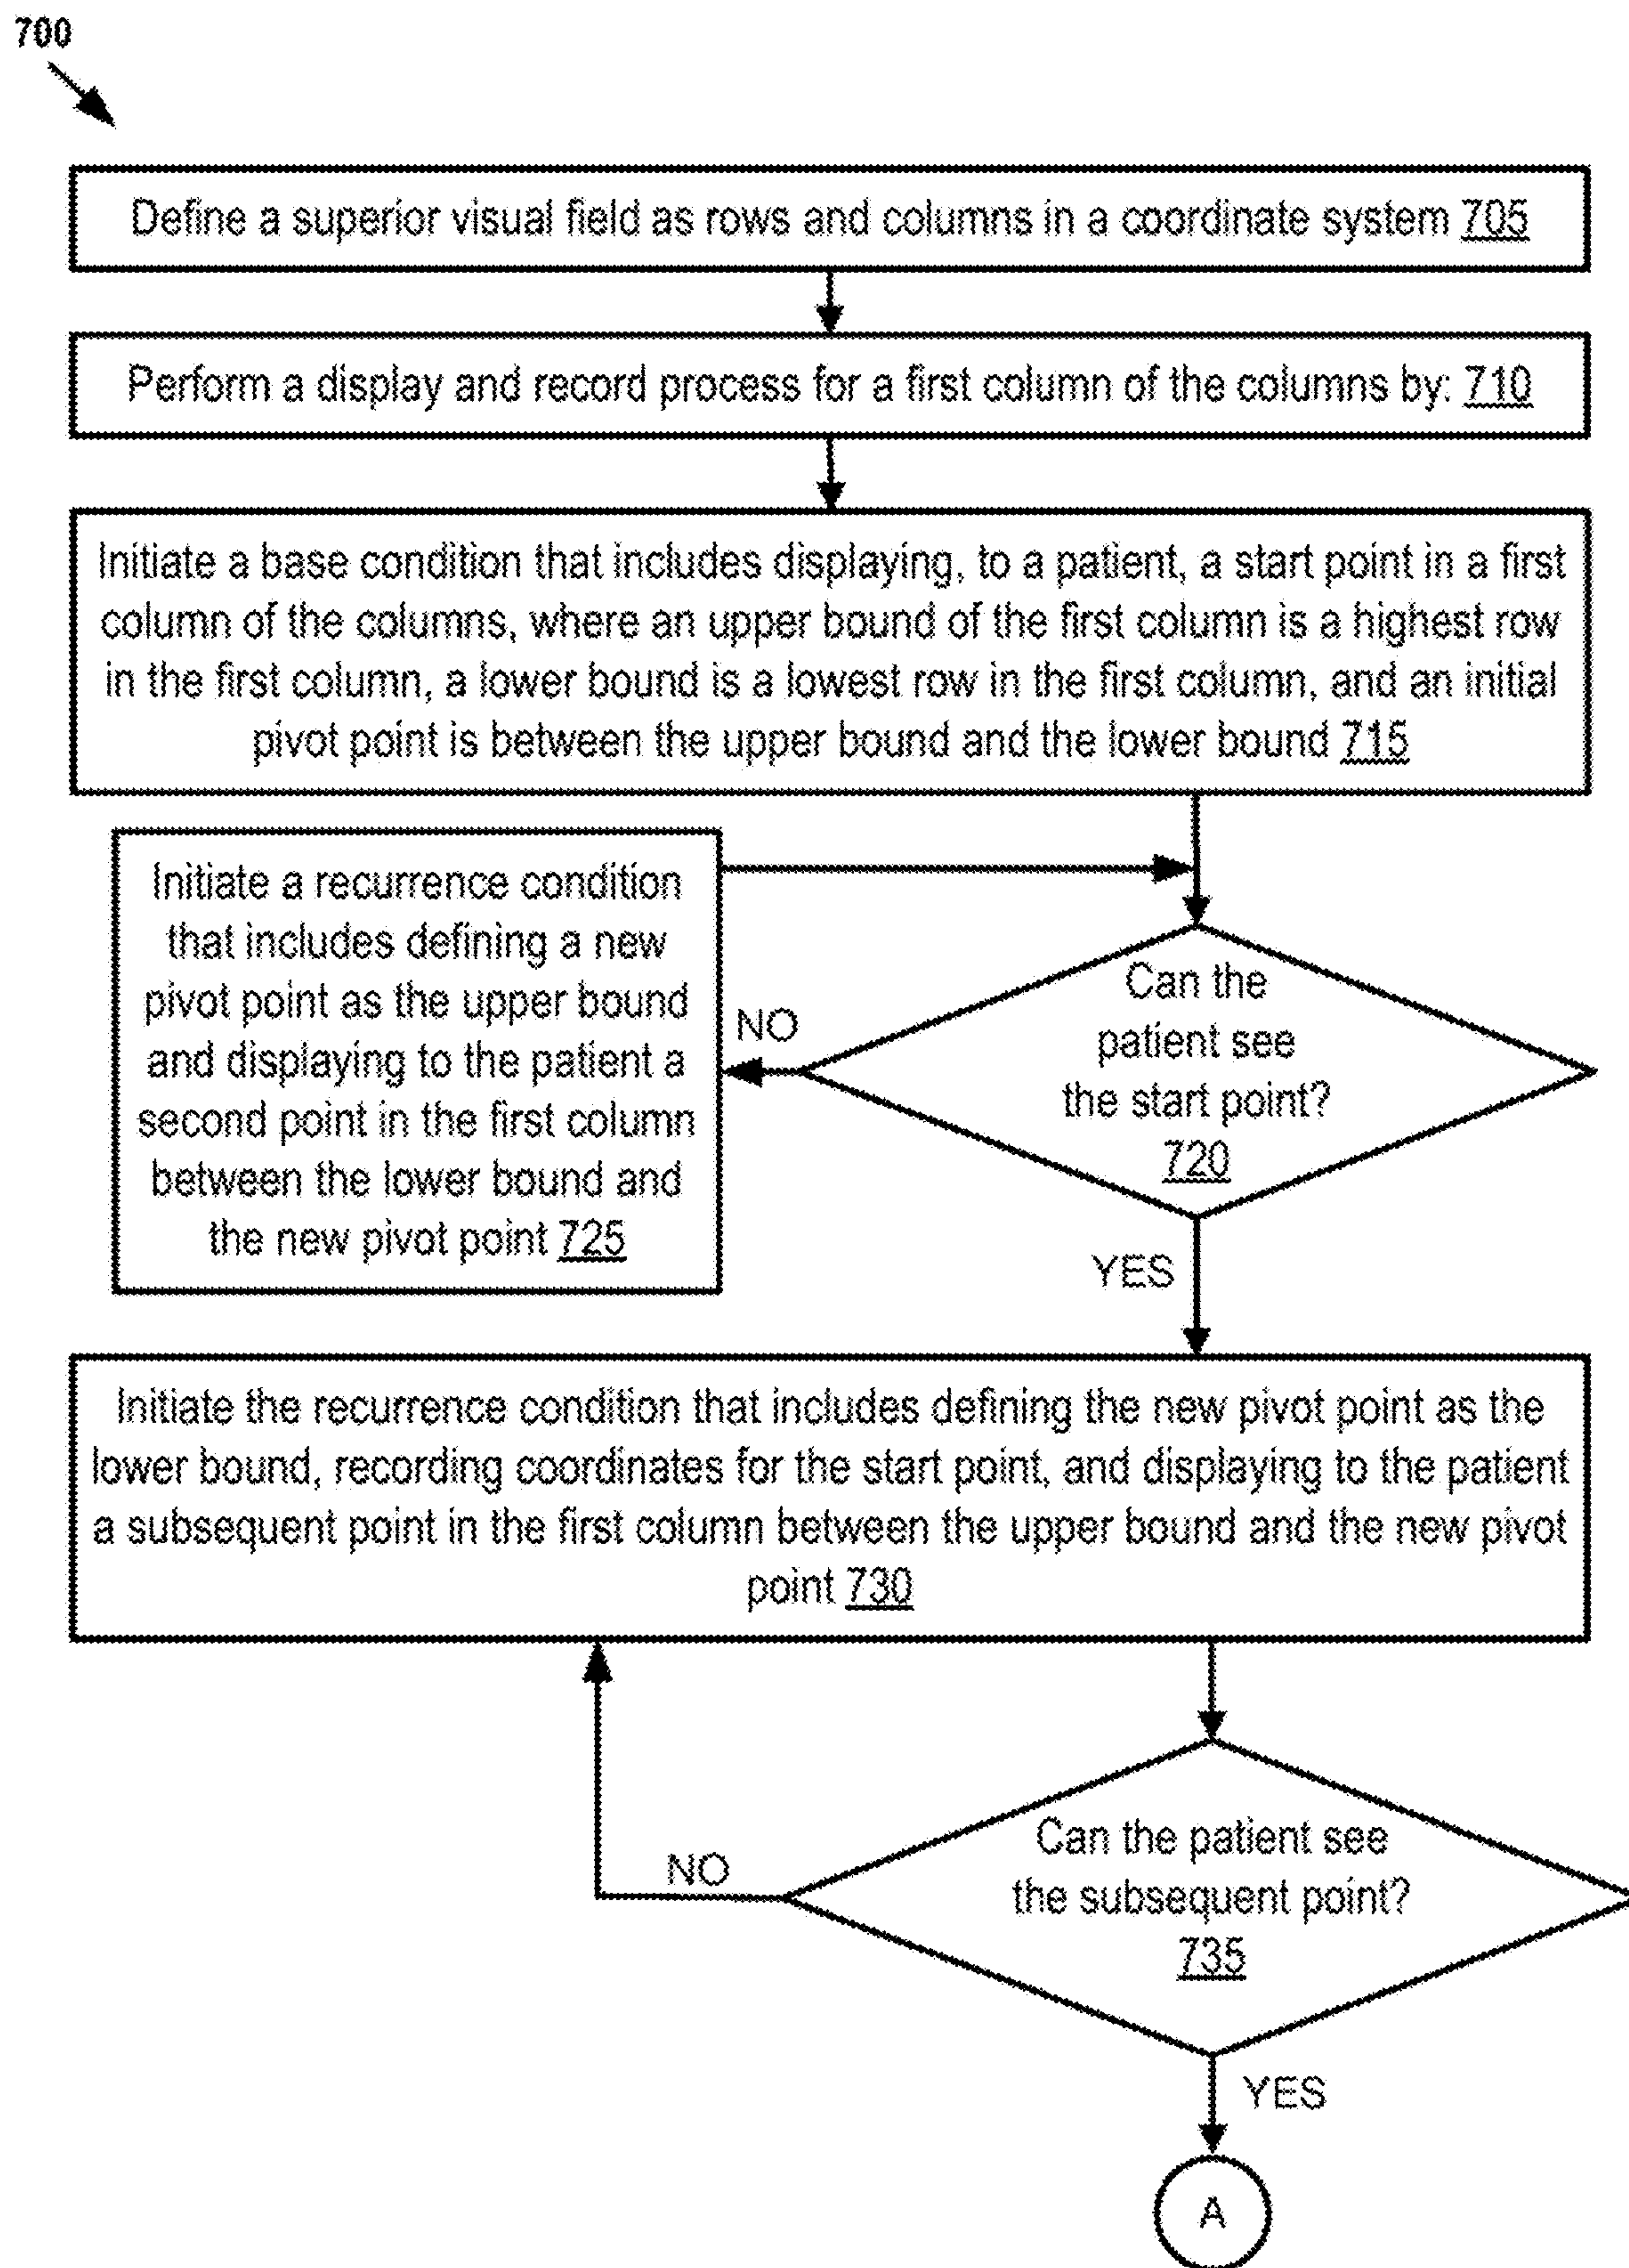 700
Define a superior visual field as rows and columns in a coordinate system 705
Perform a display and record process for a first column of the columns by: 710
Initiate a base condition that includes displaying, to a patient, a start point in a first
column of the columns, where an upper bound of the first column is a highest row
in the first column, a lower bound is a lowest row in the first column, and an initial
pivot point is between the upper bound and the lower bound 715
Initiate a recurrence condition
that includes defining a new
pivot point as the upper bound
and displaying to the patient a
second point in the first column
between the lower bound and
the new pivot point 725
NO
Can the
patient see
the start point?
720
YES
Initiate the recurrence condition that includes defining the new pivot point as the
lower bound, recording coordinates for the start point, and displaying to the patient
a subsequent point in the first column between the upper bound and the new pivot
point 730
NO
Can the patient see
the subsequent point?
735
YES
A